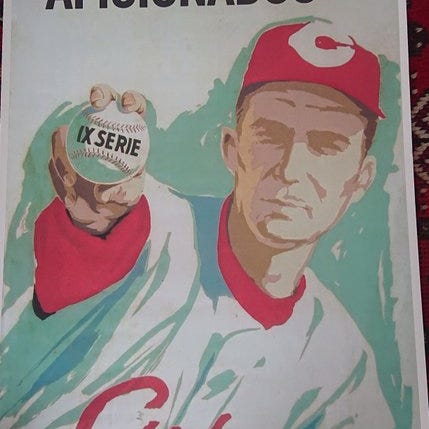 AFICIONADOS
C
IX SERIE